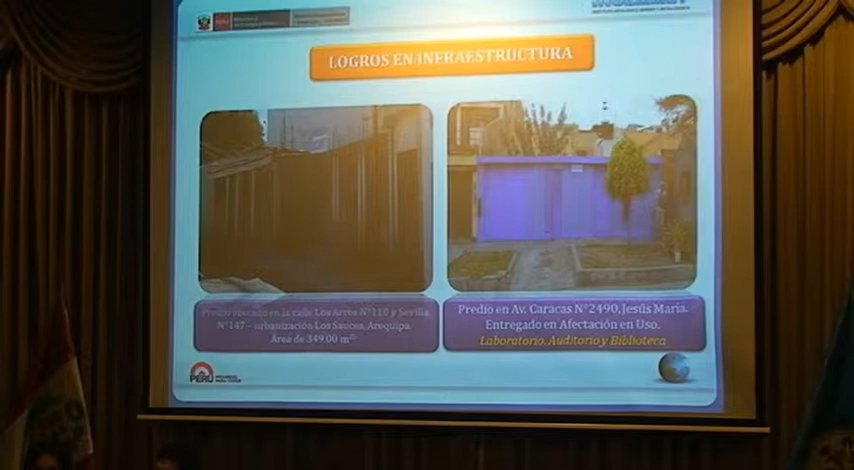 LOGROS EN INFRAESTRUCTURA
Predio ubicado en la calle Los Arces N°110 y Sevilla
N°147 – urbanización Los Sauces, Arequipa.
Área de 349.00 m²
Predio en Av. Caracas N°2490, Jesús María.
Entregado en Afectación en Uso.
Laboratorio, Auditorio y Biblioteca
PERÚ